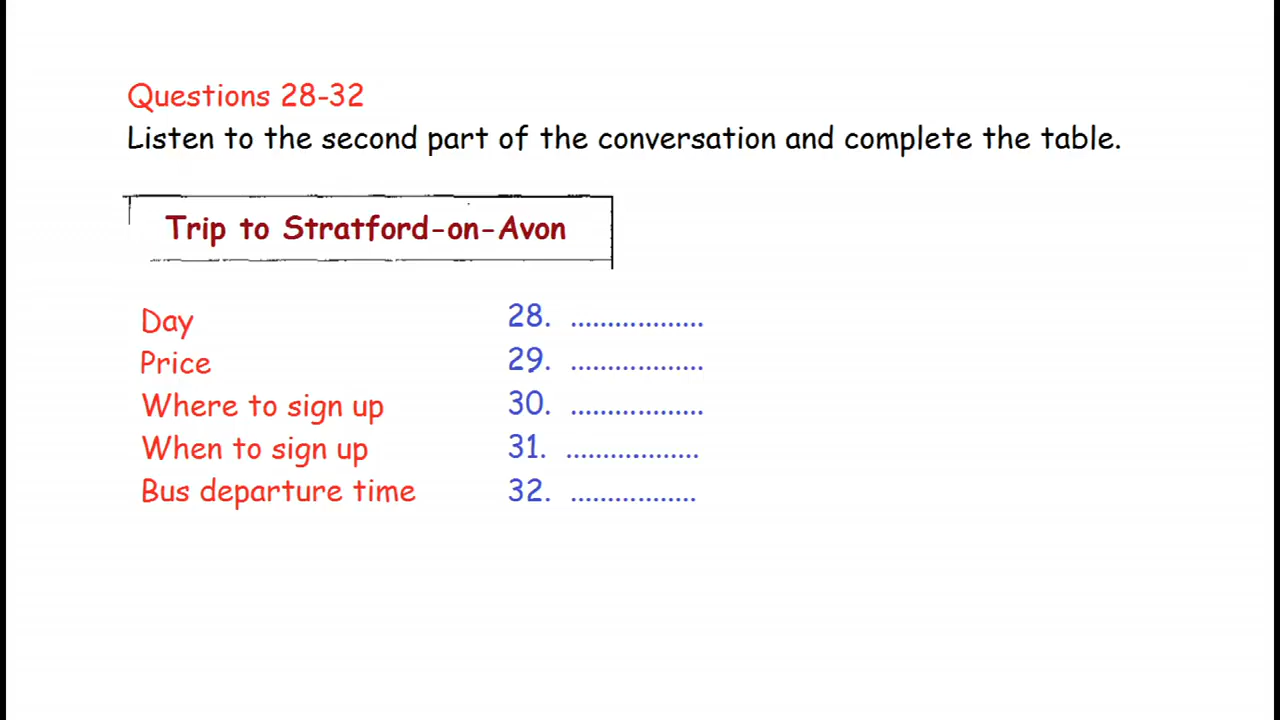 Questions 28-32
Listen to the second part of the conversation and complete the table.
Trip to Stratford-on-Avon
Day 28. ..................
Price 29. ..................
Where to sign up 30. ..................
When to sign up 31. ..................
Bus departure time 32. .................